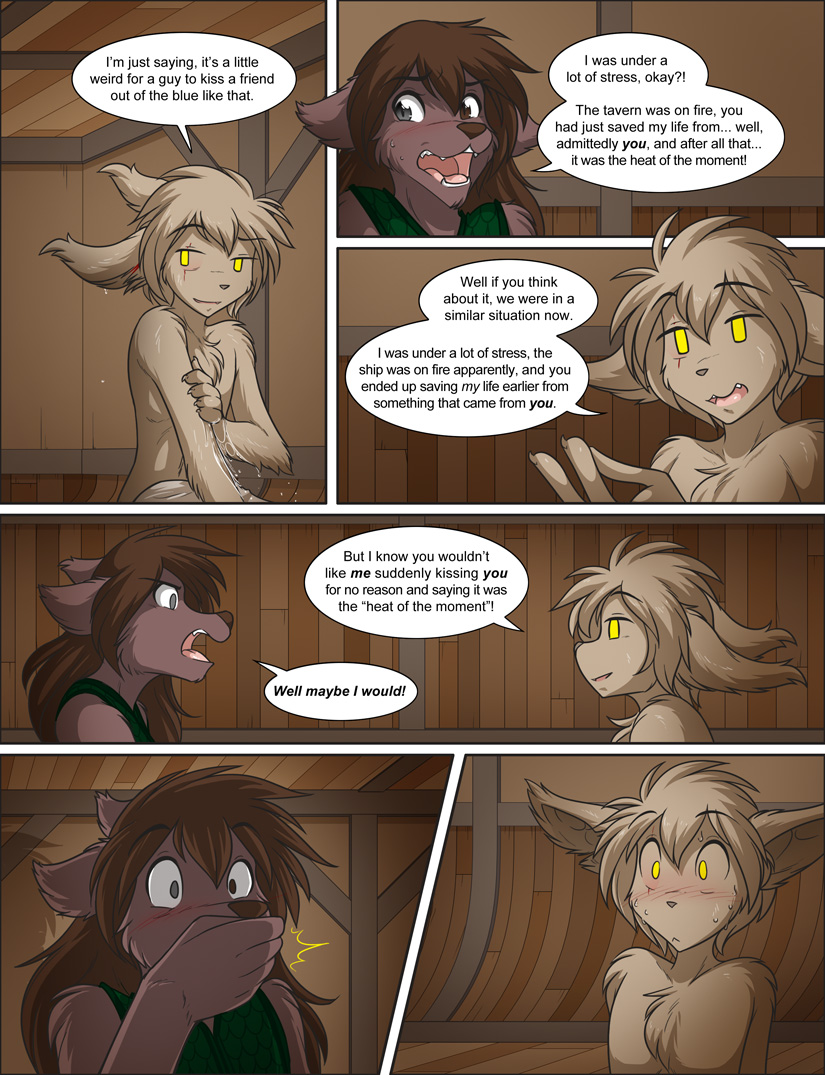 I'm just saying, it's a little
weird for a guy to kiss a friend
out of the blue like that.
I was under a
lot of stress, okay?!
The tavern was on fire, you
had just saved my life from... well,
admittedly you, and after all that...
it was the heat of the moment!
Well if you think
about it, we were in a
similar situation now.
I was under a lot of stress, the
ship was on fire apparently, and you
ended up saving my life earlier from
something that came from you.
But I know you wouldn't
like me suddenly kissing you
for no reason and saying it was
the “heat of the moment”!
Well maybe I would!